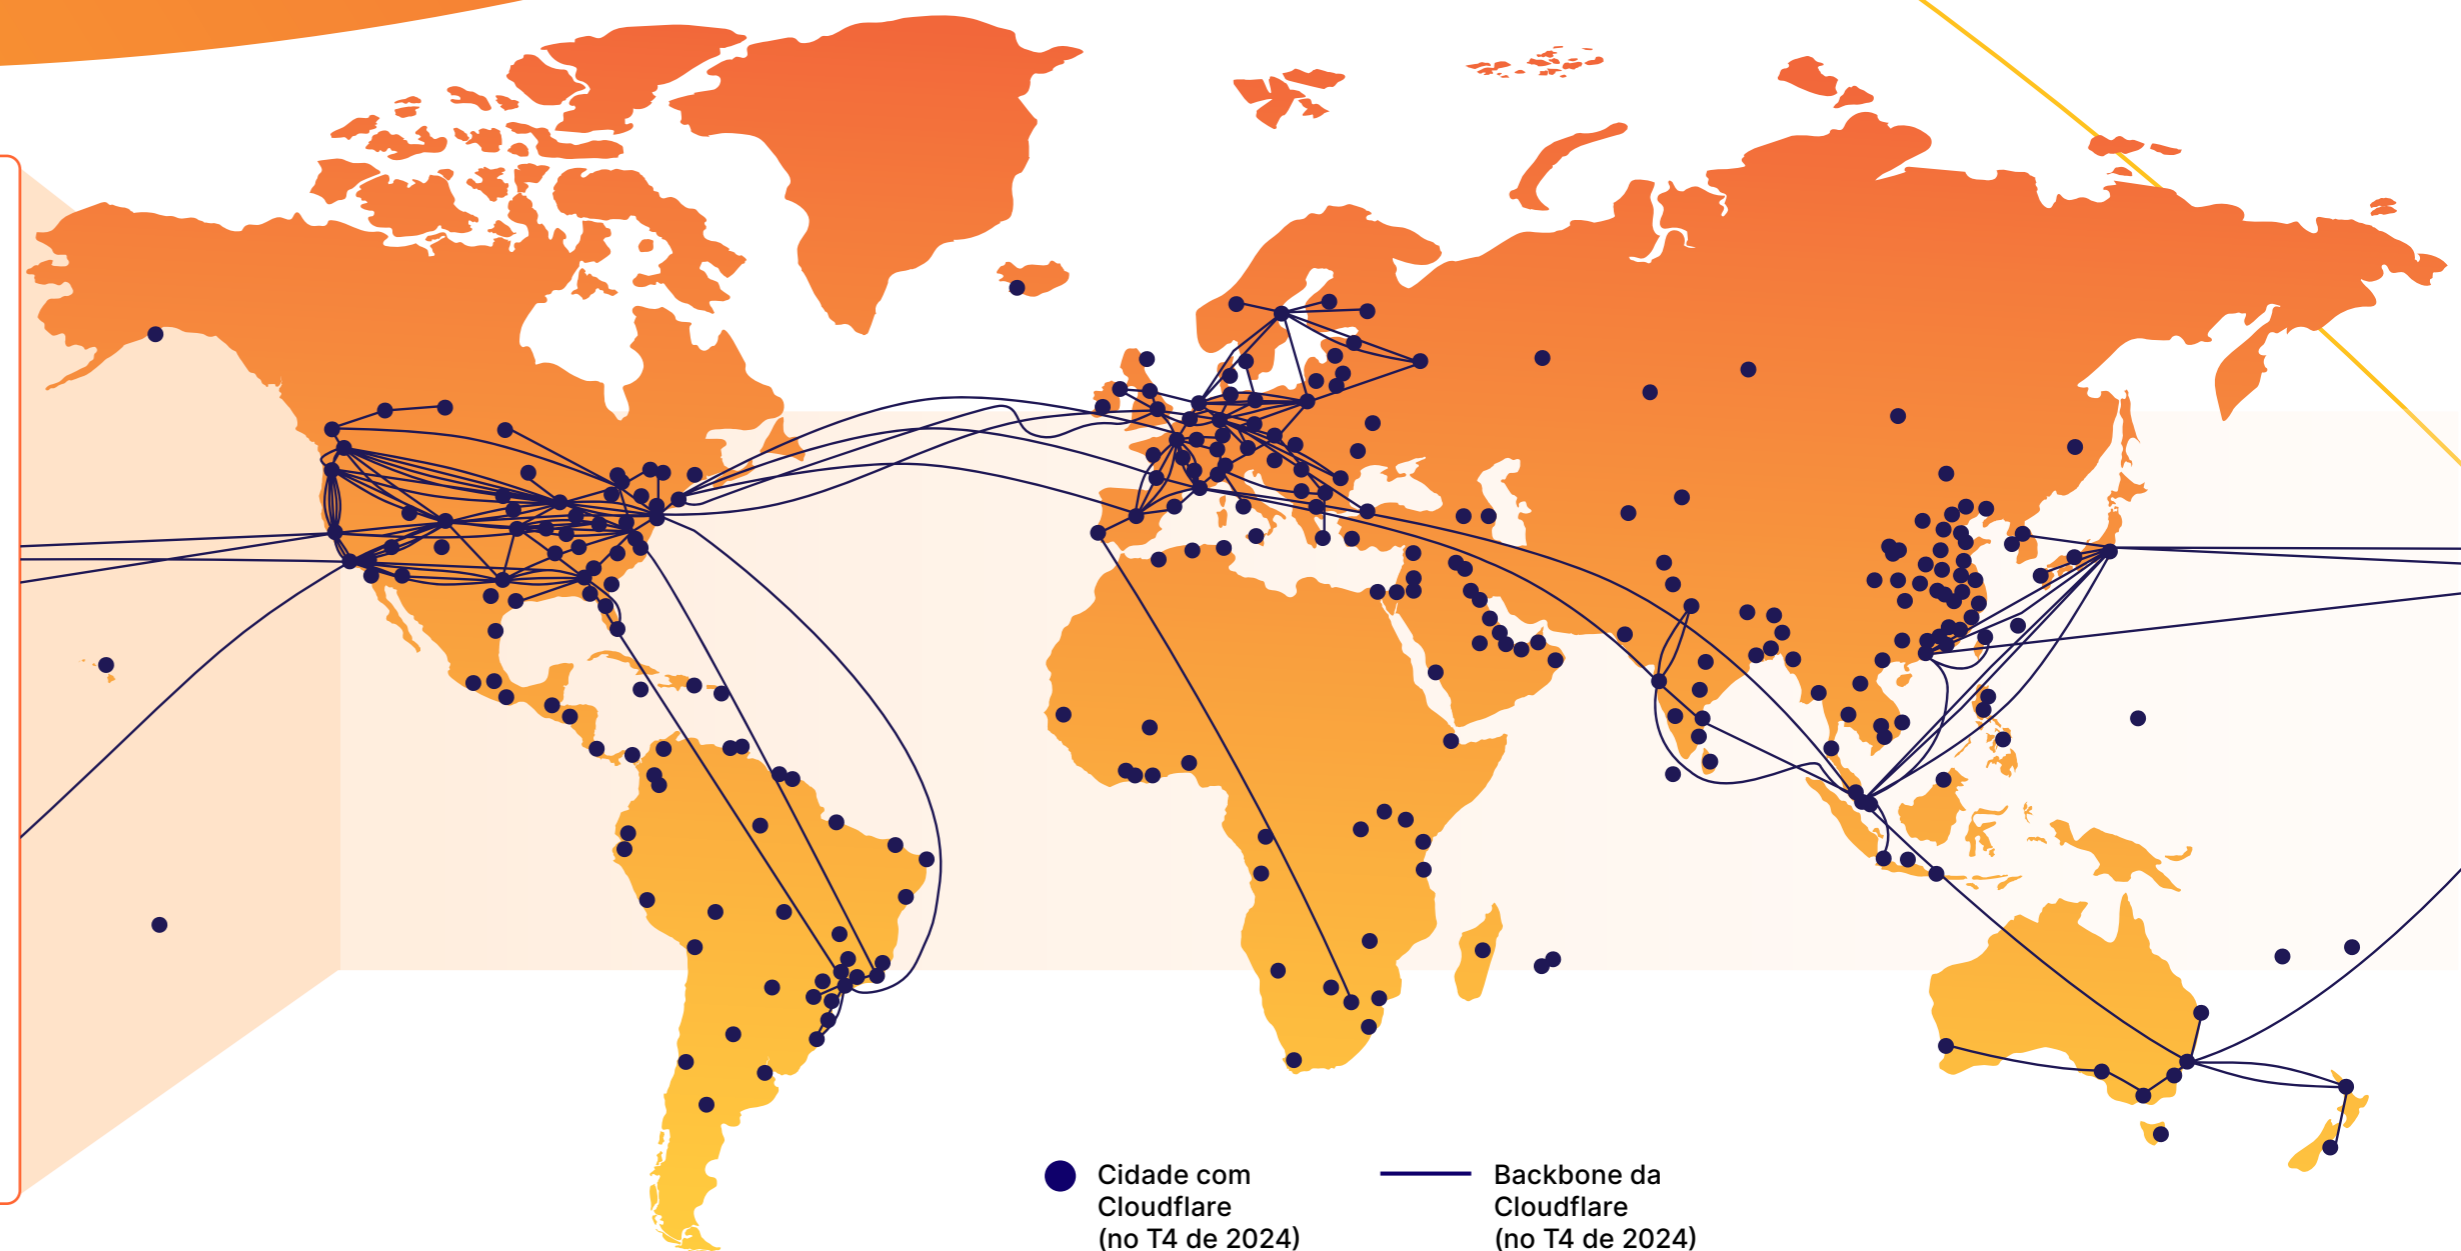 Cidade com
Cloudflare
(no T4 de 2024)
Backbone da
Cloudflare
(no T4 de 2024)